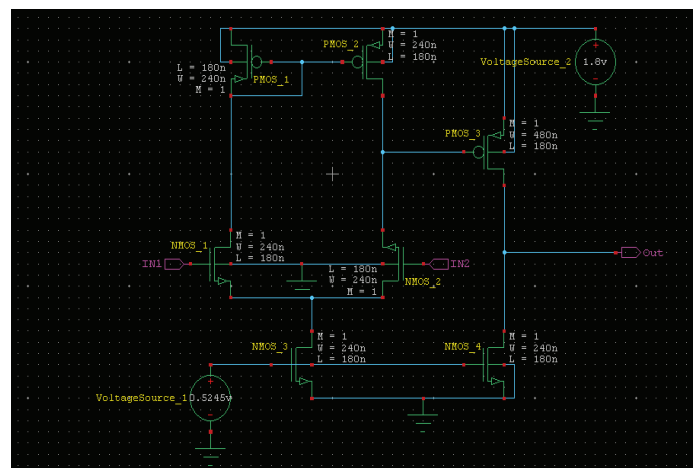 M = 1
PMOS_2
W = 240n
L = 180n
VoltageSource_2
1.8v
L = 180n
W = 240n
PMOS_1
M = 1
M = 1
PMOS_3
W = 480n
L = 180n
M = 1
NMOS_1
W = 240n
L = 180n
IN1
Out
IN2
L = 180n
W = 240n
NMOS_2
M = 1
M = 1
NMOS_3
W = 240n
L = 180n
M = 1
NMOS_4
W = 240n
L = 180n
VoltageSource_1
0.5245v